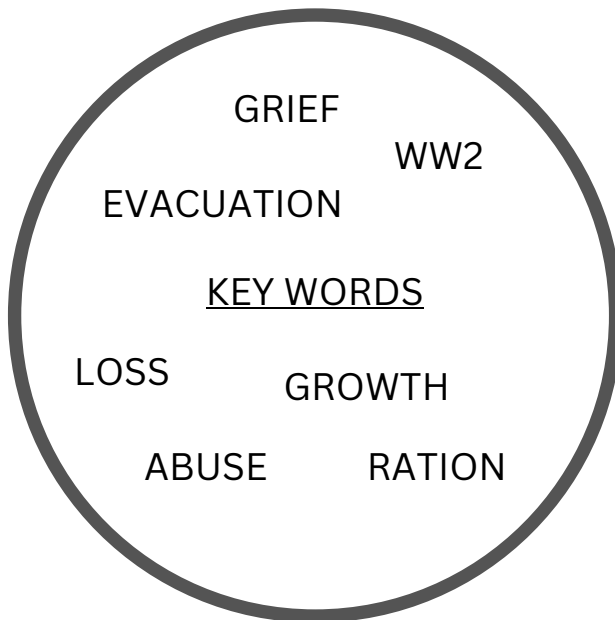 GRIEF
WW2
EVACUATION
KEY WORDS
LOSS
GROWTH
ABUSE
RATION